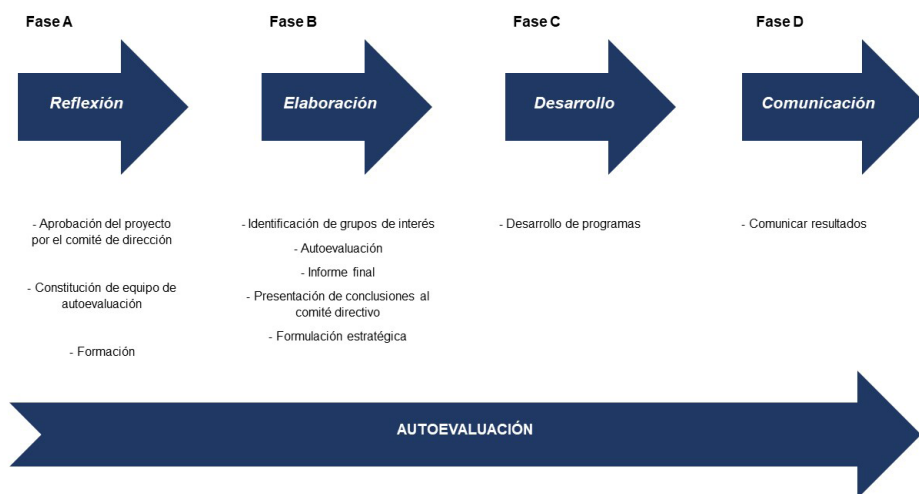 Fase A
Reflexión
- Aprobación del proyecto
por el comité de dirección
- Constitución de equipo de
autoevaluación
- Formación
Fase B
Elaboración
- Identificación de grupos de interés
- Autoevaluación
- Informe final
- Presentación de conclusiones al
comité directivo
- Formulación estratégica
Fase C
Desarrollo
- Desarrollo de programas
Fase D
Comunicación
- Comunicar resultados
AUTOEVALUACIÓN